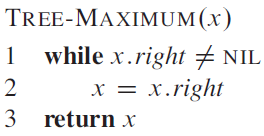 TREE-MAXIMUM(x)
1 while x.right ≠ NIL
2 x = x.right
3 return x